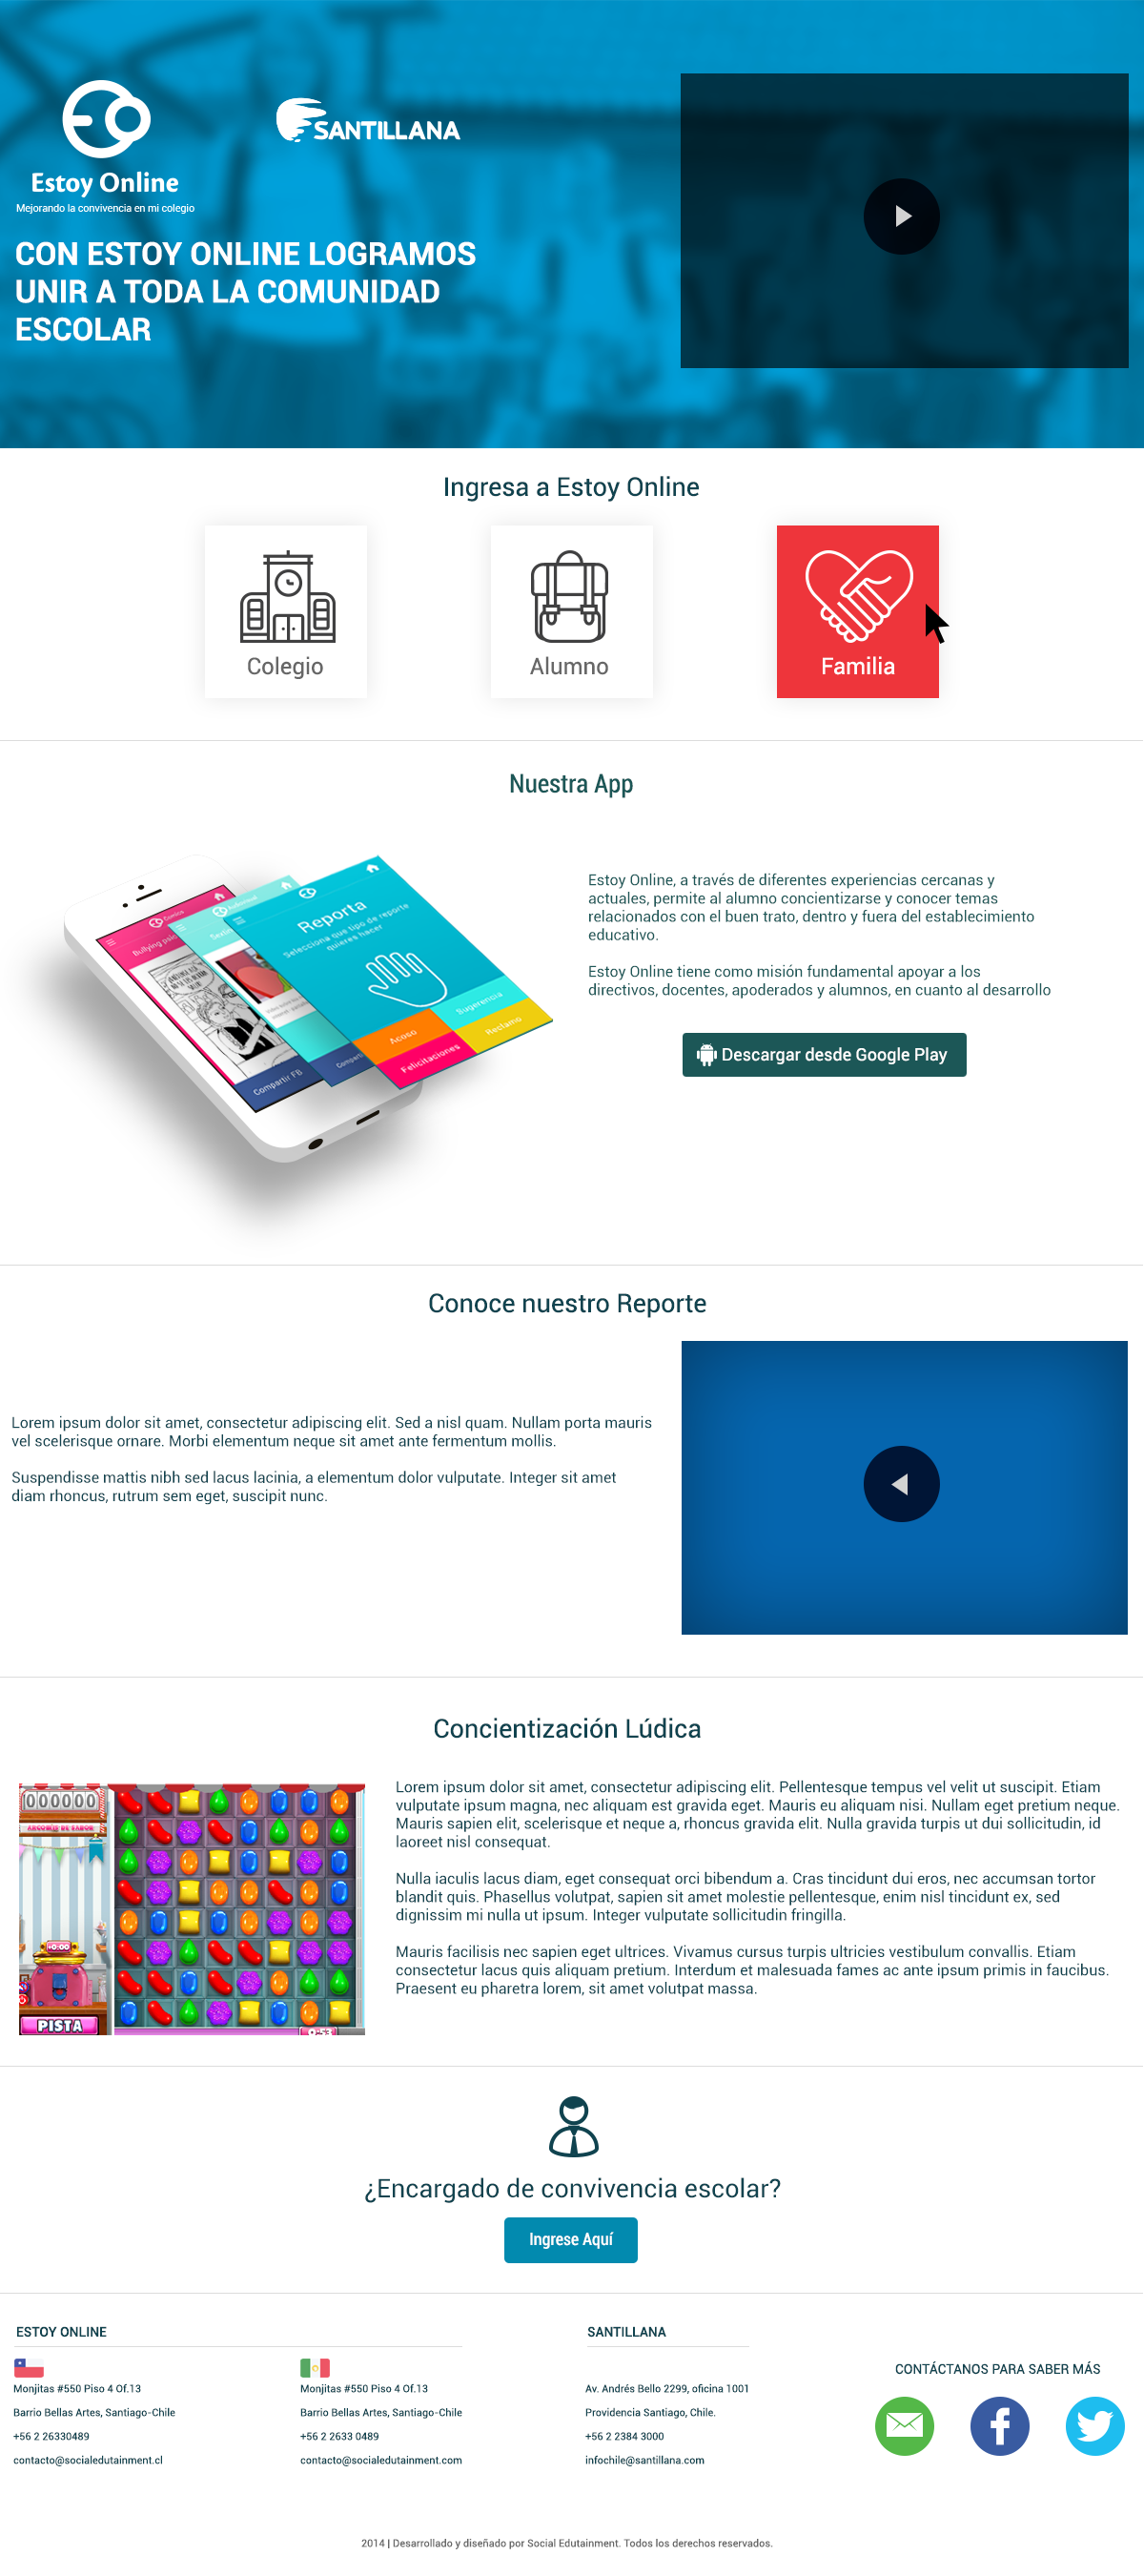 EO
Estoy Online
Mejorando la convivencia en mi colegio
SANTILLANA
CON ESTOY ONLINE LOGRAMOS
UNIR A TODA LA COMUNIDAD
ESCOLAR
Ingresa a Estoy Online
Colegio
Alumno
Familia
Nuestra App
Comics
Bullying
Reporta
Selecciona que tipo de reporte
quieres hacer
Sugerencia
Acoso
Reclamo
Felicitaciones
Compartir FB
Estoy Online, a través de diferentes experiencias cercanas y
actuales, permite al alumno concientizarse y conocer temas
relacionados con el buen trato, dentro y fuera del establecimiento
educativo.
Estoy Online tiene como misión fundamental apoyar a los
directivos, docentes, apoderados y alumnos, en cuanto al desarrollo
Descargar desde Google Play
Conoce nuestro Reporte
Lorem ipsum dolor sit amet, consectetur adipiscing elit. Sed a nisl quam. Nullam porta mauris
vel scelerisque ornare. Morbi elementum neque sit amet ante fermentum mollis.
Suspendisse mattis nibh sed lacus lacinia, a elementum dolor vulputate. Integer sit amet
diam rhoncus, rutrum sem eget, suscipit nunc.
Concientización Lúdica
000000
+0:00
PISTA
0:53
Lorem ipsum dolor sit amet, consectetur adipiscing elit. Pellentesque tempus vel velit ut suscipit. Etiam
vulputate ipsum magna, nec aliquam est gravida eget. Mauris eu aliquam nisi. Nullam eget pretium neque.
Mauris sapien elit, scelerisque et neque a, rhoncus gravida elit. Nulla gravida turpis ut dui sollicitudin, id
laoreet nisl consequat.
Nulla iaculis lacus diam, eget consequat orci bibendum a. Cras tincidunt dui eros, nec accumsan tortor
blandit quis. Phasellus volutpat, sapien sit amet molestie pellentesque, enim nisl tincidunt ex, sed
dignissim mi nulla ut ipsum. Integer vulputate sollicitudin fringilla.
Mauris facilisis nec sapien eget ultrices. Vivamus cursus turpis ultricies vestibulum convallis. Etiam
consectetur lacus quis aliquam pretium. Interdum et malesuada fames ac ante ipsum primis in faucibus.
Praesent eu pharetra lorem, sit amet volutpat massa.
¿Encargado de convivencia escolar?
Ingrese Aquí
ESTOY ONLINE
Monjitas #550 Piso 4 Of.13
Barrio Bellas Artes, Santiago-Chile
+56 2 26330489
contacto@socialedutainment.cl
Monjitas #550 Piso 4 Of.13
Barrio Bellas Artes, Santiago-Chile
+56 2 2633 0489
contacto@socialedutainment.com
SANTILLANA
Av. Andrés Bello 2299, oficina 1001
Providencia Santiago, Chile.
+56 2 2384 3000
infochile@santillana.com
CONTÁCTANOS PARA SABER MÁS
2014 | Desarrollado y diseñado por Social Edutainment. Todos los derechos reservados.